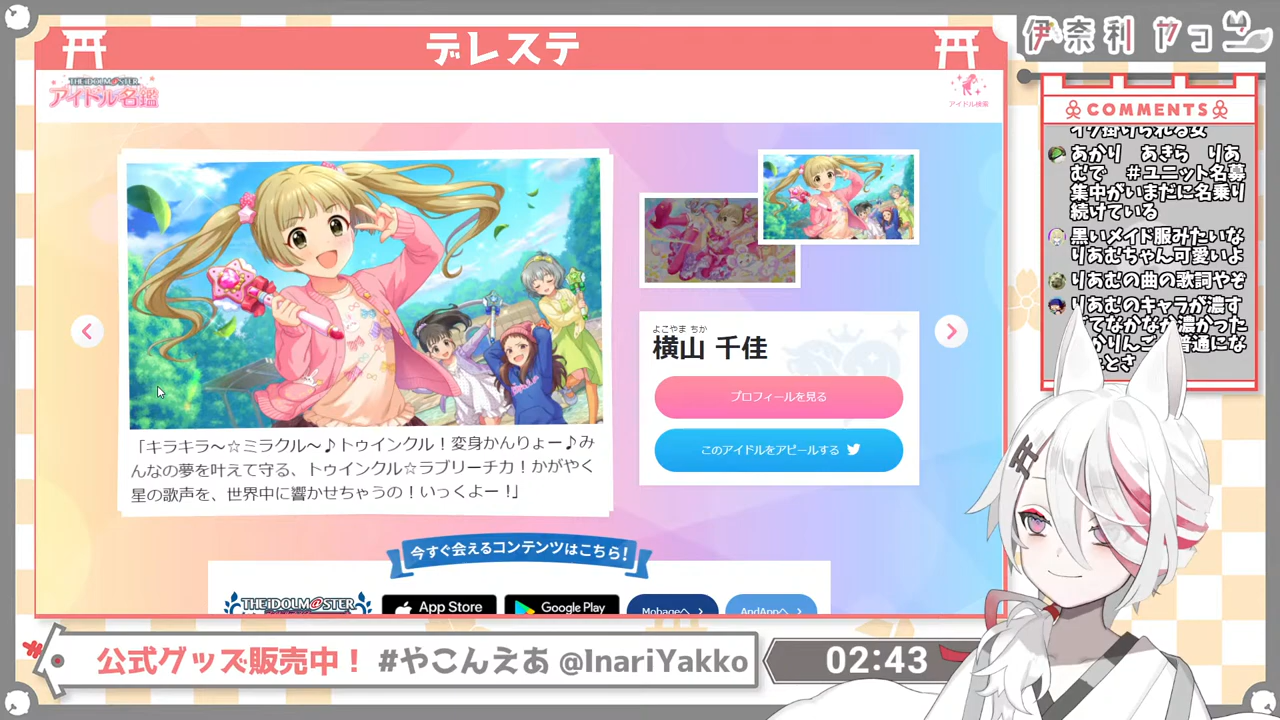 デレステ
伊奈利 ヤコ
THE IDOLM@STER
アイドル名鑑
アイドル検索
よこやま ちか
横山 千佳
プロフィールを見る
このアイドルをアピールする
「キラキラ～☆ミラクル～♪トゥインクル！変身かんりょー♪み
んなの夢を叶えて守る、トゥインクル☆ラブリーチカ！かがやく
星の歌声を、世界中に響かせちゃうの！いっくよー！」
今すぐ会えるコンテンツはこちら！
THE IDOLM@STER
App Store
Google Play
Mobageへ
AndAppへ
COMMENTS
あかり あきら りあ
むで #ユニット名募
集中がいまだに名乗り
続けている
黒いメイド服みたいな
りあむちゃん可愛いよ
りあむの曲の歌詞やぞ
りあむのキャラが濃す
てなかなか濃かった
かりんご
普通にな
とさ
公式グッズ販売中！ #やこんえあ @InariYakko
02:43